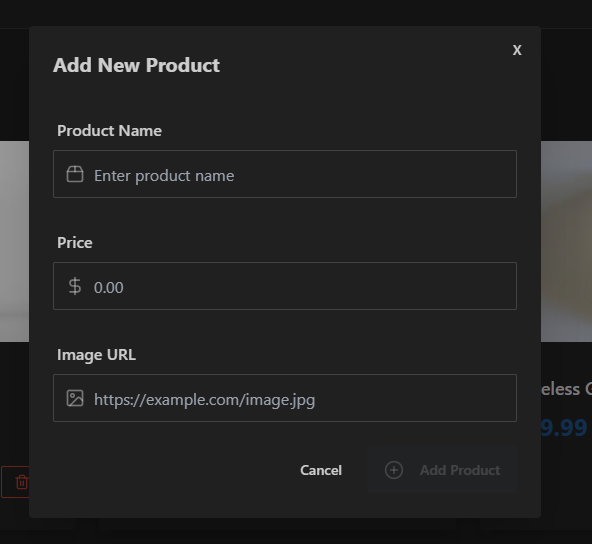 Add New Product
X
Product Name
Enter product name
Price
$ 0.00
Image URL
https://example.com/image.jpg
eless
9.99
Cancel
Add Product